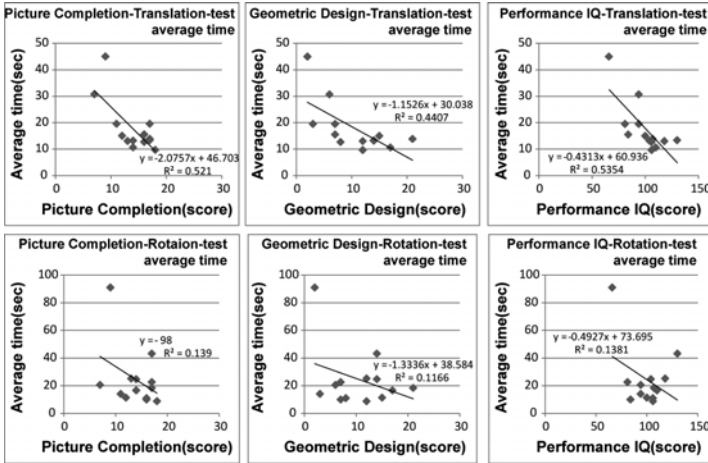 Picture Completion-Translation-test
average time
Average time(sec)
50
40
30
20
10
0
y = -2.0757x + 46.703
R² = 0.521
0 10 20 30
Picture Completion(score)
Geometric Design-Translation-test
average time
Average time(sec)
50
40
30
20
10
0
y = -1.1526x + 30.038
R² = 0.4407
0 10 20 30
Geometric Design(score)
Performance IQ-Translation-test
average time
Average time(sec)
50
40
30
20
10
0
y = -0.4313x + 60.936
R² = 0.5354
0 50 100 150
Performance IQ(score)
Picture Completion-Rotaion-test
average time
Average time(sec)
100
80
60
40
20
0
y = - 98
R² = 0.139
0 10 20 30
Picture Completion(score)
Geometric Design-Rotation-test
average time
Average time(sec)
100
80
60
40
20
0
y = -1.3336x + 38.584
R² = 0.1166
0 10 20 30
Geometric Design(score)
Performance IQ-Rotation-test
average time
Average time(sec)
100
80
60
40
20
0
y = -0.4927x + 73.695
R² = 0.1381
0 50 100 150
Performance IQ(score)